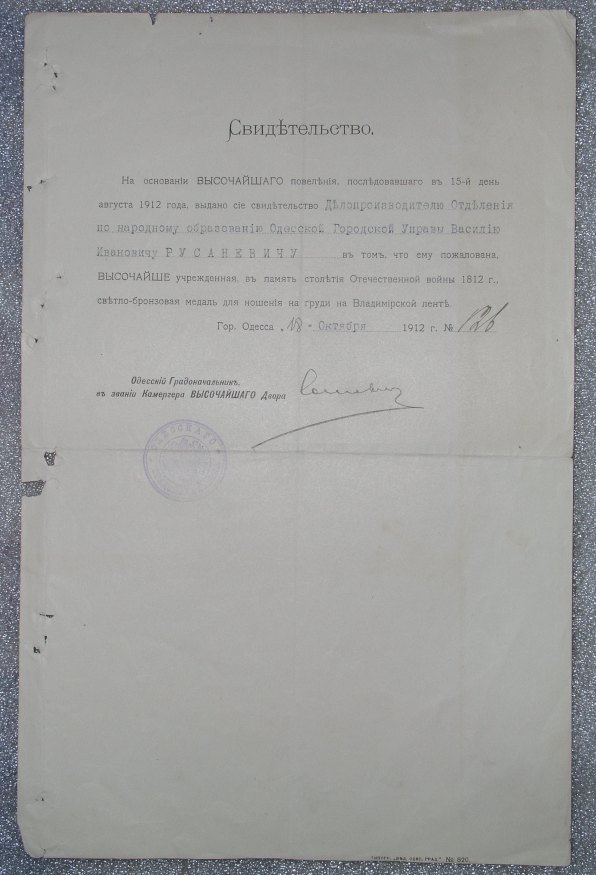 Свидѣтельство.
На основаніи ВЫСОЧАЙШАГО повелѣнія, послѣдовавшаго въ 15-й день
августа 1912 года, выдано сіе свидѣтельство Дѣлопроизводителю Отдѣленія
по народному образованію Одесской Городской Управы Василію
Ивановичу РУСАНЕВИЧУ въ томъ, что ему пожалована,
ВЫСОЧАЙШЕ учрежденная, въ память столѣтія Отечественной войны 1812 г.,
свѣтло-бронзовая медаль для ношенія на груди на Владимірской лентѣ.
Гор. Одесса „18 - Октября 1912 г. № 126
Одесскій Градоначальникъ,
въ званіи Камергера ВЫСОЧАЙШАГО Двора
№ 820.